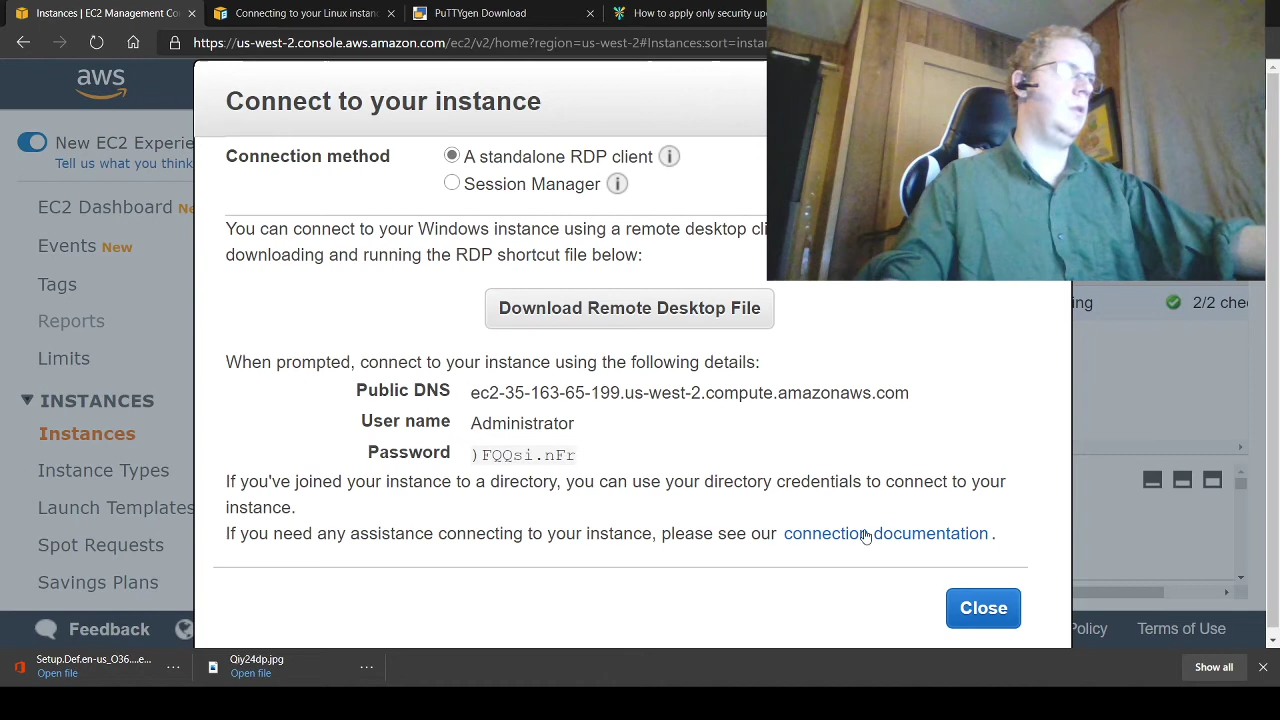 Instances | EC2 Management Co
Connecting to your Linux instan
PuTTYgen Download
How to apply only security up
https://us-west-2.console.aws.amazon.com/ec2/v2/home?region=us-west-2#Instances:sort=instan
aws
New EC2 Experie
Tell us what you think
EC2 Dashboard Ne
Events New
Tags
Reports
Limits
INSTANCES
Instances
Instance Types
Launch Templates
Spot Requests
Savings Plans
Connect to your instance
Connection method
A standalone RDP client
Session Manager
You can connect to your Windows instance using a remote desktop cli
downloading and running the RDP shortcut file below:
Download Remote Desktop File
When prompted, connect to your instance using the following details:
Public DNS ec2-35-163-65-199.us-west-2.compute.amazonaws.com
User name Administrator
Password )FQQsi.nFr
If you've joined your instance to a directory, you can use your directory credentials to connect to your
instance.
If you need any assistance connecting to your instance, please see our connection documentation .
Close
ing 2/2 chec
Feedback
Policy Terms of Use
Setup.Def.en-us_O36....e...
Open file
Qiy24dp.jpg
Open file
Show all